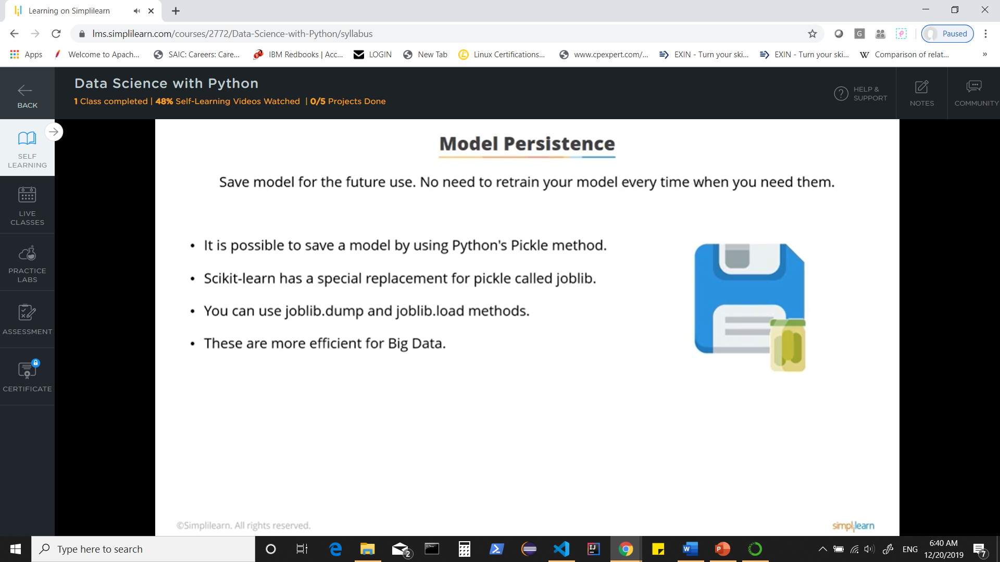 Learning on Simplilearn
lms.simplilearn.com/courses/2772/Data-Science-with-Python/syllabus
G
Paused
Apps
Welcome to Apach...
SAIC: Careers: Care...
IBM Redbooks | Acc...
LOGIN
New Tab
Linux Certifications...
www.cpexpert.com/...
EXIN - Turn your ski...
EXIN - Turn your ski...
W Comparison of relat...
»
BACK
Data Science with Python
1 Class completed | 48% Self-Learning Videos Watched | 0/5 Projects Done
HELP &
SUPPORT
NOTES
COMMUNITY
SELF
LEARNING
LIVE
CLASSES
PRACTICE
LABS
ASSESSMENT
CERTIFICATE
Model Persistence
Save model for the future use. No need to retrain your model every time when you need them.
• It is possible to save a model by using Python's Pickle method.
• Scikit-learn has a special replacement for pickle called joblib.
• You can use joblib.dump and joblib.load methods.
• These are more efficient for Big Data.
©Simplilearn. All rights reserved.
simplilearn
Type here to search
2
IJ
W
P
ENG
6:40 AM
12/20/2019
7